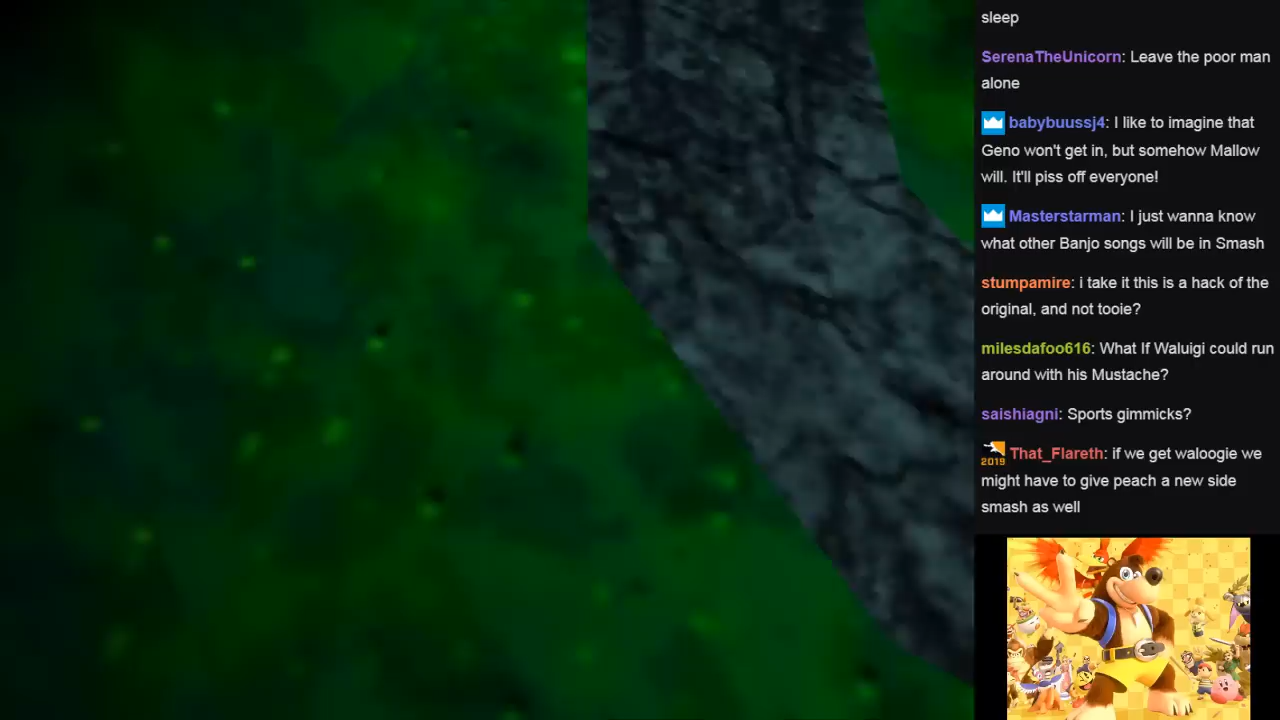 sleep
SerenaTheUnicorn: Leave the poor man
alone
babybuussj4: I like to imagine that
Geno won't get in, but somehow Mallow
will. It'll piss off everyone!
Masterstarman: I just wanna know
what other Banjo songs will be in Smash
stumpamire: i take it this is a hack of the
original, and not tooie?
milesdafoo616: What If Waluigi could run
around with his Mustache?
saishiagni: Sports gimmicks?
2019 That_Flareth: if we get waloogie we
might have to give peach a new side
smash as well